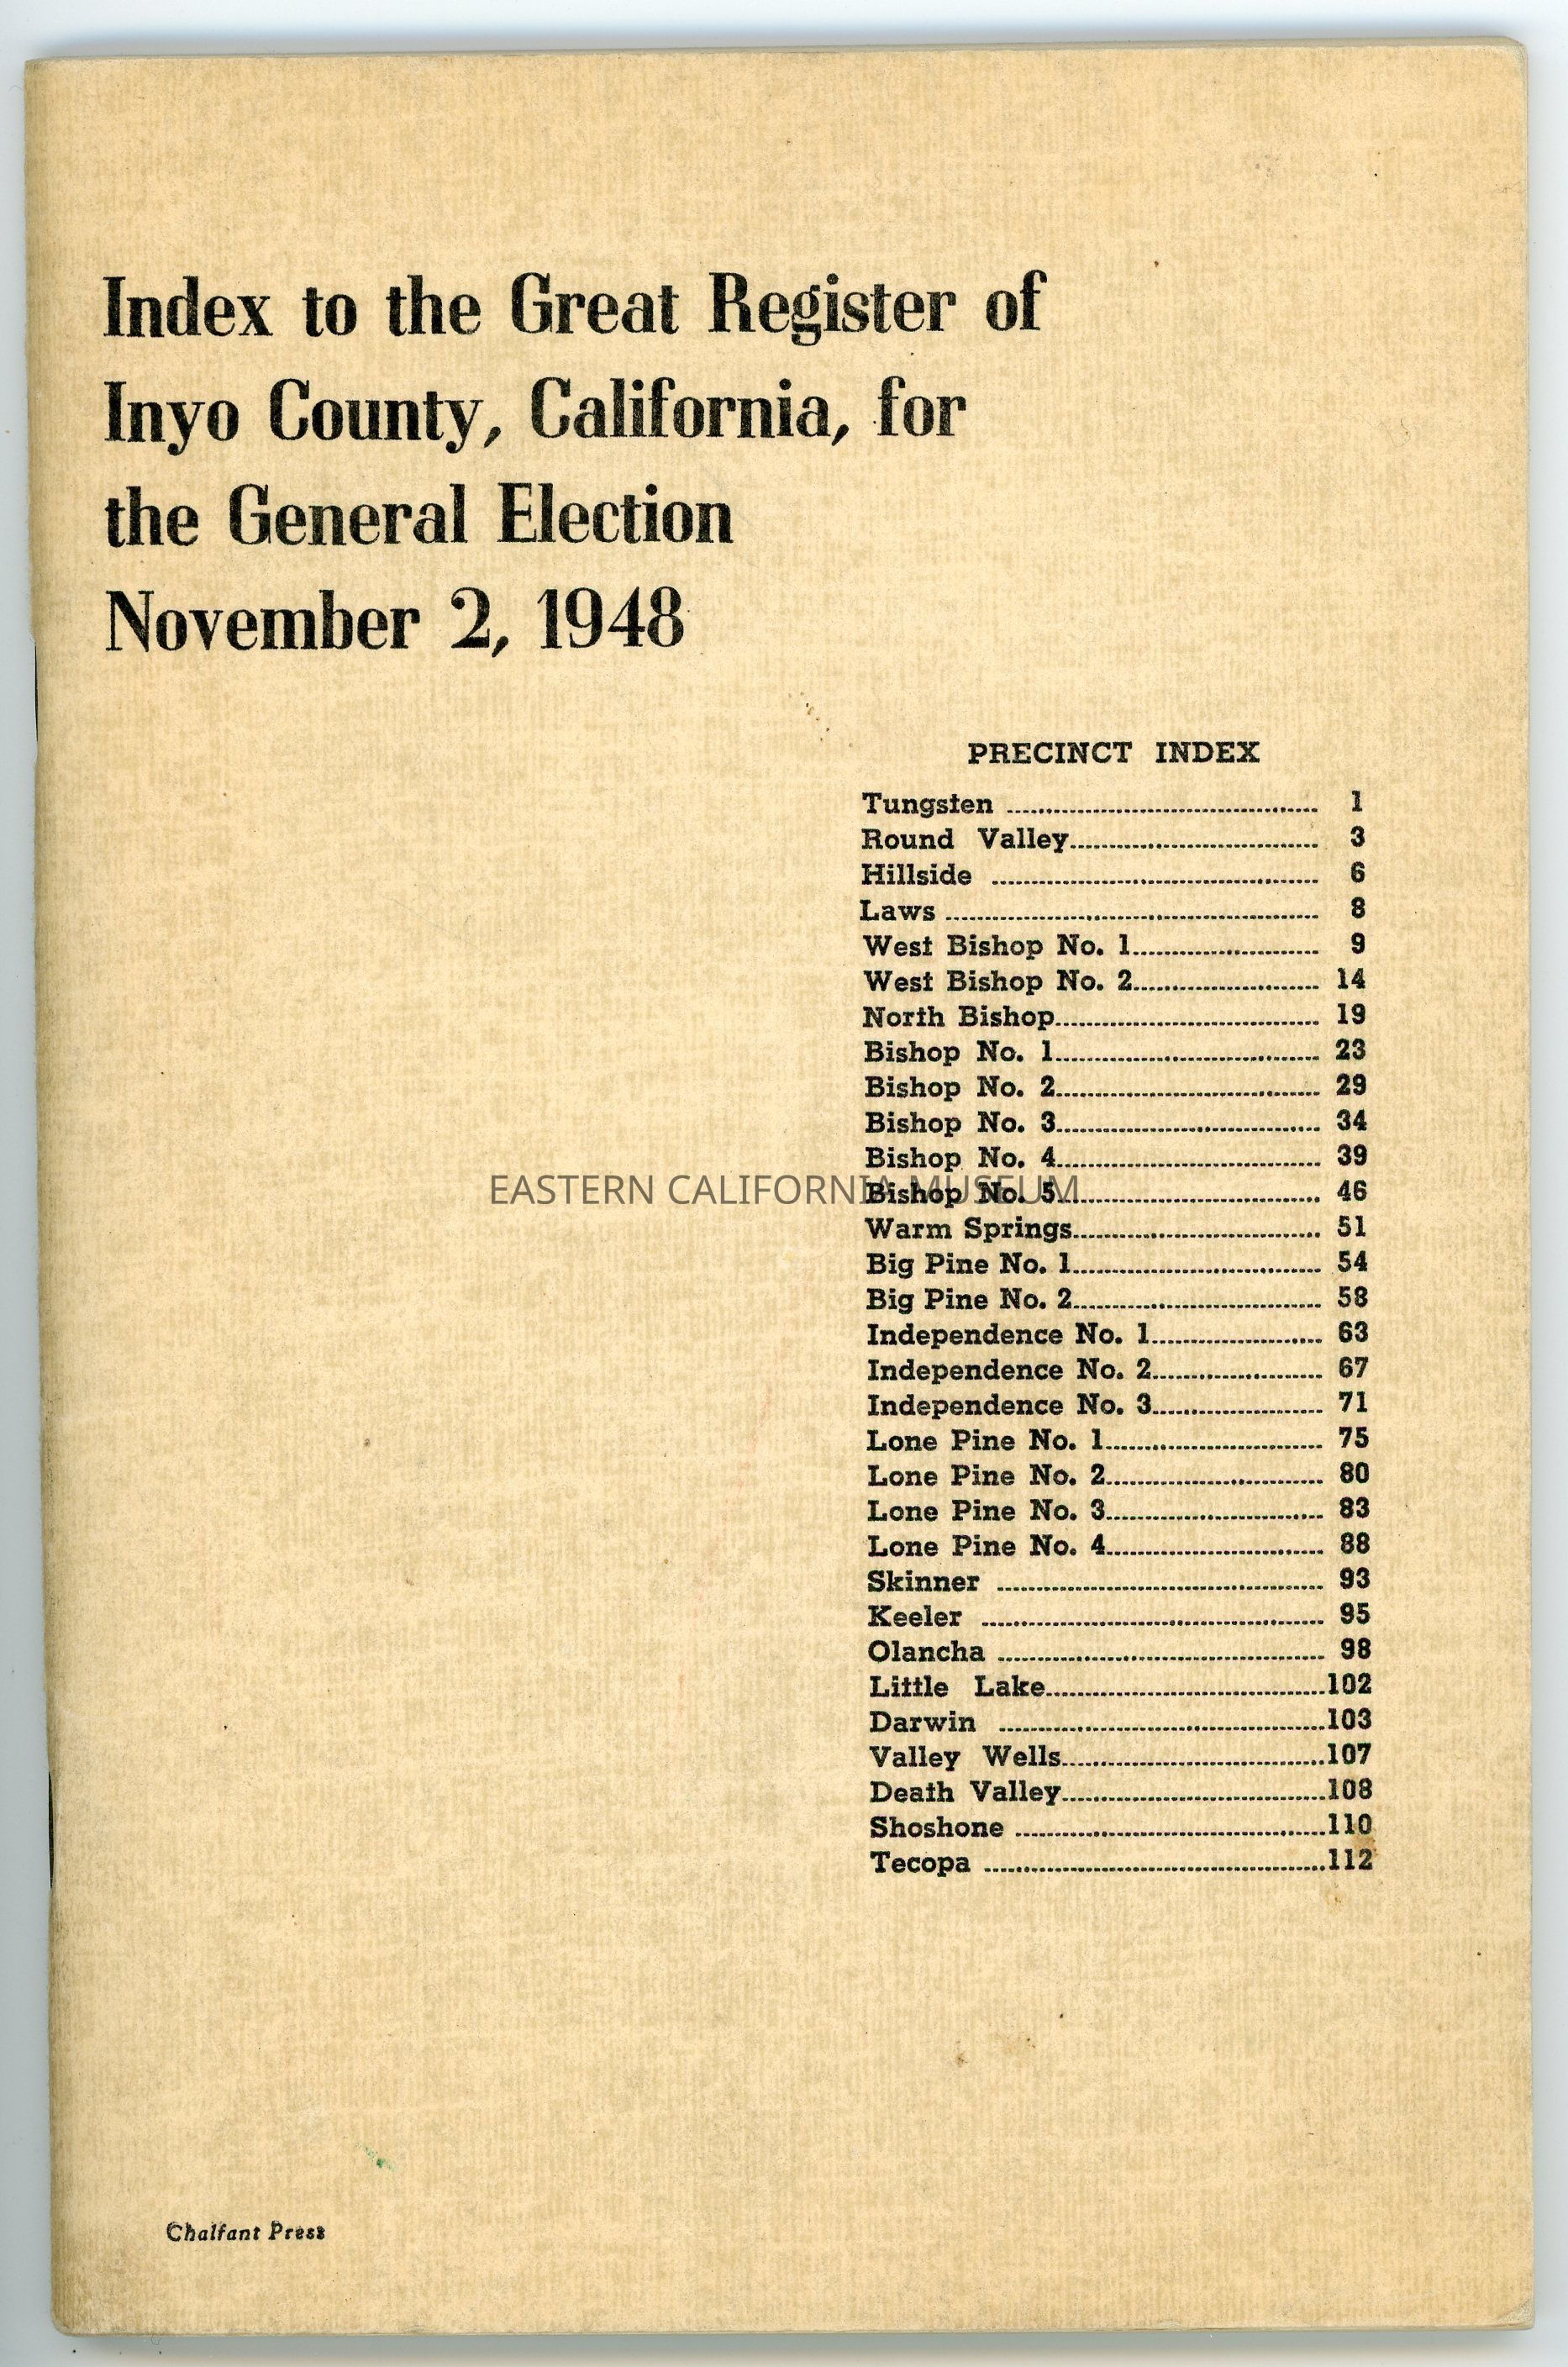 Index to the Great Register of
Inyo County, California, for
the General Election
November 2, 1948
PRECINCT INDEX
Tungsten ........................................ 1
Round Valley................................ 3
Hillside .......................................... 6
Laws ................................................ 8
West Bishop No. 1........................ 9
West Bishop No. 2........................ 14
North Bishop.................................. 19
Bishop No. 1.................................. 23
Bishop No. 2.................................. 29
Bishop No. 3.................................. 34
Bishop No. 4.................................. 39
EASTERN CALIFORNIA MUSEUM
Bishop No. 5.................................. 46
Warm Springs................................ 51
Big Pine No. 1................................ 54
Big Pine No. 2................................ 58
Independence No. 1...................... 63
Independence No. 2...................... 67
Independence No. 3...................... 71
Lone Pine No. 1............................ 75
Lone Pine No. 2............................ 80
Lone Pine No. 3............................ 83
Lone Pine No. 4............................ 88
Skinner .......................................... 93
Keeler ............................................ 95
Olancha .......................................... 98
Little Lake....................................102
Darwin ..........................................103
Valley Wells..................................107
Death Valley..................................108
Shoshone ........................................110
Tecopa ............................................112
Chalfant Press